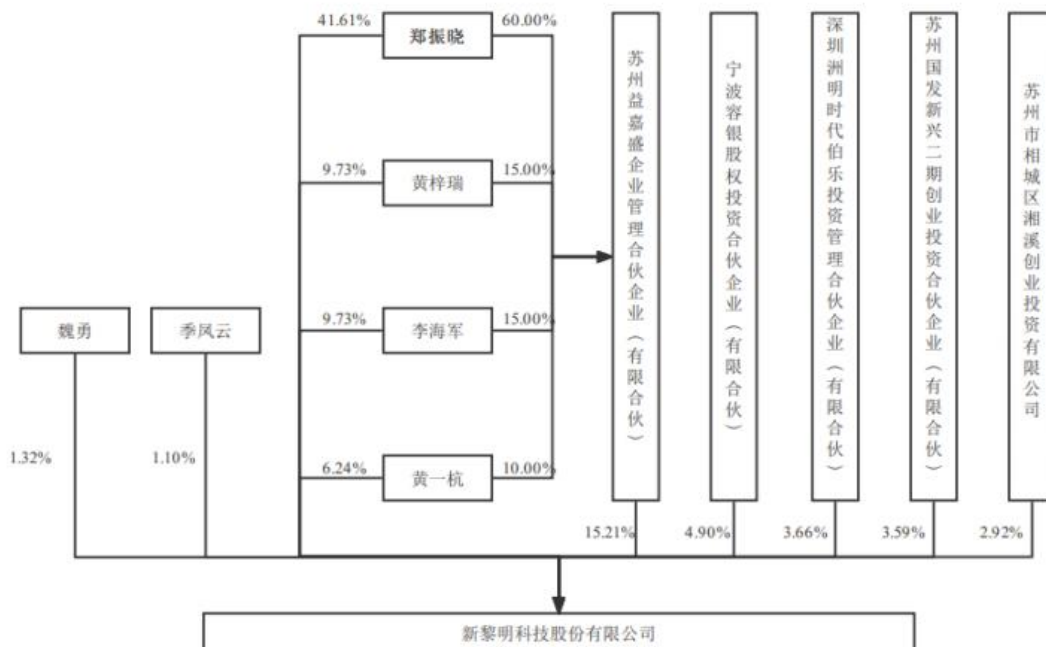 41.61%
郑振晓
60.00%
9.73%
黄梓瑞
15.00%
9.73%
李海军
15.00%
6.24%
黄一杭
10.00%
魏勇
季凤云
1.32%
1.10%
苏州益嘉盛企业管理合伙企业（有限合伙）
宁波容银股权投资合伙企业（有限合伙）
深圳洲明时代伯乐投资管理合伙企业（有限合伙）
苏州国发新兴二期创业投资合伙企业（有限合伙）
苏州市相城区湘溪创业投资有限公司
15.21%
4.90%
3.66%
3.59%
2.92%
新黎明科技股份有限公司